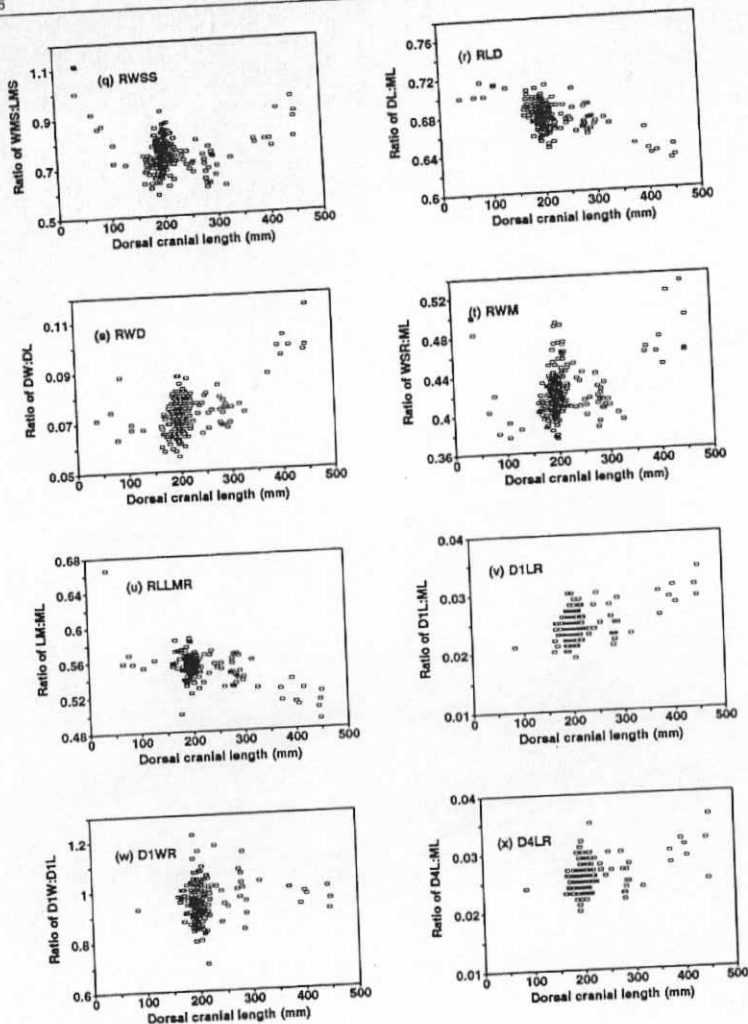 (q) RWSS
Ratio of WMS:LMS
1.1
0.9
0.7
0.5
0 100 200 300 400 500
Dorsal cranial length (mm)
(r) RLD
Ratio of DL:ML
0.76
0.72
0.68
0.64
0.6
0 100 200 300 400 500
Dorsal cranial length (mm)
(s) RWD
Ratio of DW:DL
0.11
0.09
0.07
0.05
0 100 200 300 400 500
Dorsal cranial length (mm)
(t) RWM
Ratio of WSR:ML
0.52
0.48
0.44
0.4
0.36
0 100 200 300 400 500
Dorsal cranial length (mm)
(u) RLLMR
Ratio of LM:ML
0.68
0.64
0.6
0.56
0.52
0.48
0 100 200 300 400 500
Dorsal cranial length (mm)
(v) D1LR
Ratio of D1L:ML
0.04
0.03
0.02
0.01
0 100 200 300 400 500
Dorsal cranial length (mm)
(w) D1WR
Ratio of D1W:D1L
1.2
1
0.8
0.6
0 100 200 300 400 500
Dorsal cranial length (mm)
(x) D4LR
Ratio of D4L:ML
0.04
0.03
0.02
0.01
0 100 200 300 400 500
Dorsal cranial length (mm)